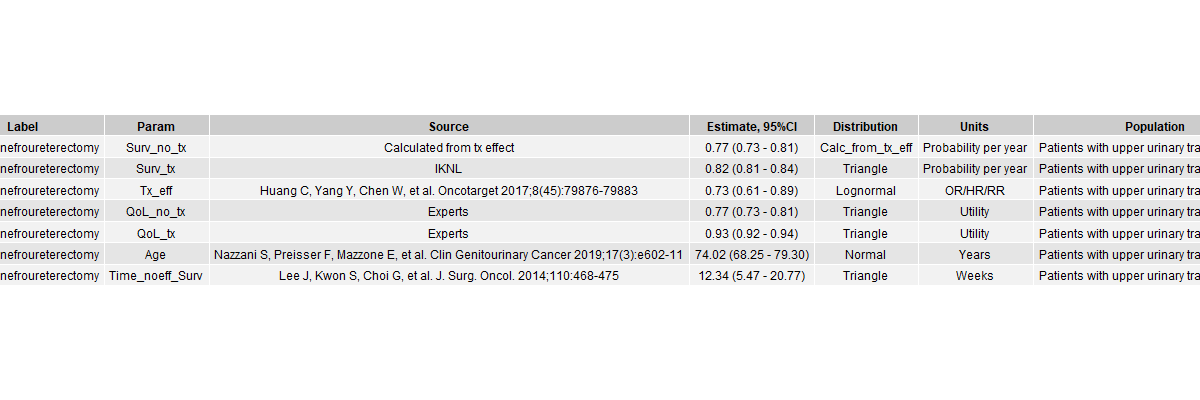 Label Param Source Estimate, 95%CI Distribution Units Population
nefroureterectomy Surv_no_tx Calculated from tx effect 0.77 (0.73 - 0.81) Calc_from_tx_eff Probability per year Patients with upper urinary tra
nefroureterectomy Surv_tx IKNL 0.82 (0.81 - 0.84) Triangle Probability per year Patients with upper urinary tra
nefroureterectomy Tx_eff Huang C, Yang Y, Chen W, et al. Oncotarget 2017;8(45):79876-79883 0.73 (0.61 - 0.89) Lognormal OR/HR/RR Patients with upper urinary tra
nefroureterectomy QoL_no_tx Experts 0.77 (0.73 - 0.81) Triangle Utility Patients with upper urinary tra
nefroureterectomy QoL_tx Experts 0.93 (0.92 - 0.94) Triangle Utility Patients with upper urinary tra
nefroureterectomy Age Nazzani S, Preisser F, Mazzone E, et al. Clin Genitourinary Cancer 2019;17(3):e602-11 74.02 (68.25 - 79.30) Normal Years Patients with upper urinary tra
nefroureterectomy Time_noeff_Surv Lee J, Kwon S, Choi G, et al. J. Surg. Oncol. 2014;110:468-475 12.34 (5.47 - 20.77) Triangle Weeks Patients with upper urinary tra